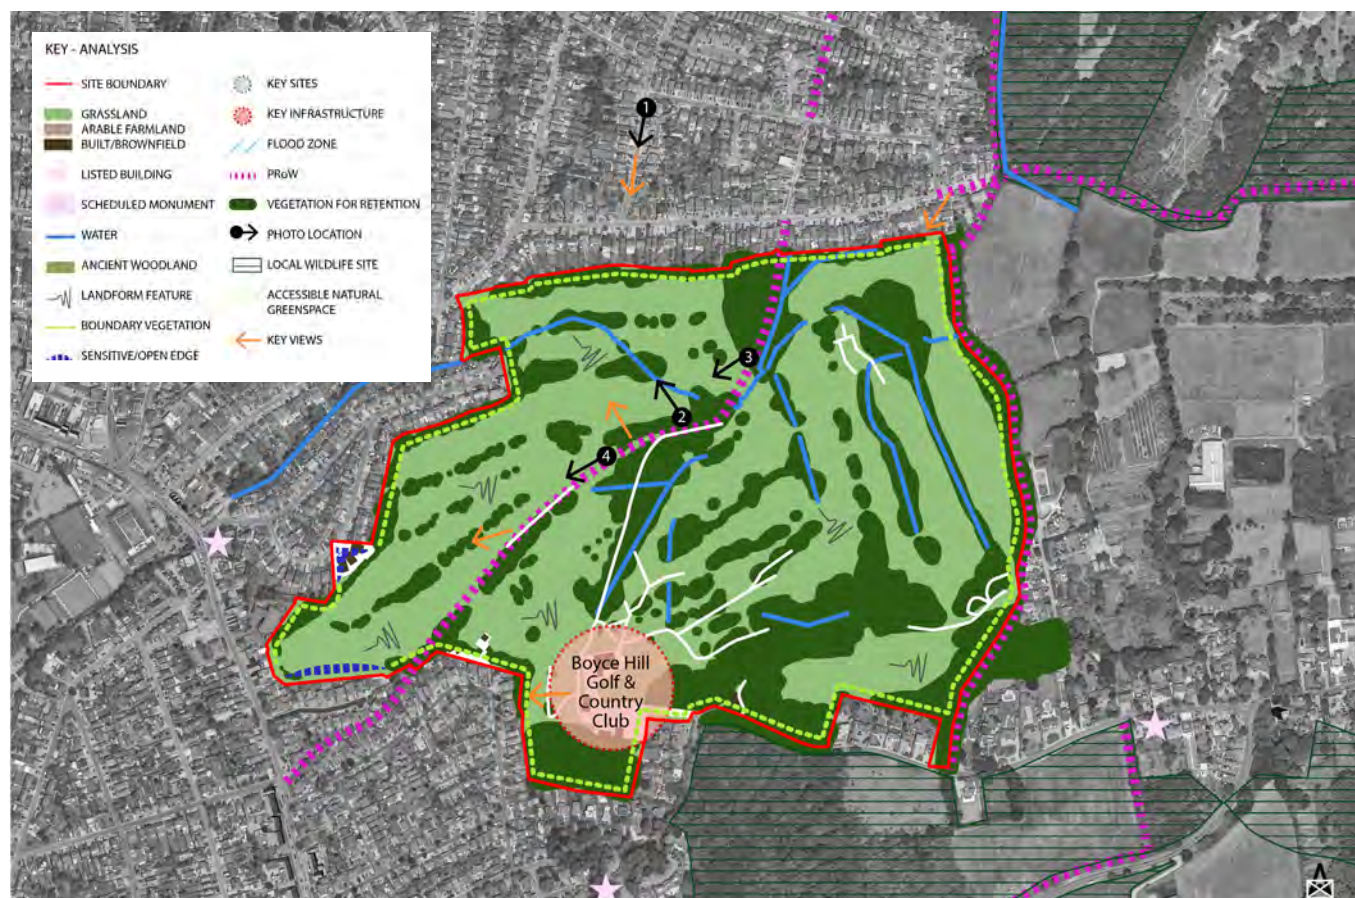 KEY - ANALYSIS
SITE BOUNDARY
GRASSLAND
ARABLE FARMLAND
BUILT/BROWNFIELD
LISTED BUILDING
SCHEDULED MONUMENT
WATER
ANCIENT WOODLAND
LANDFORM FEATURE
BOUNDARY VEGETATION
SENSITIVE/OPEN EDGE
KEY SITES
KEY INFRASTRUCTURE
FLOOD ZONE
PRoW
VEGETATION FOR RETENTION
PHOTO LOCATION
LOCAL WILDLIFE SITE
ACCESSIBLE NATURAL
GREENSPACE
KEY VIEWS
1
3
2
4
Boyce Hill
Golf &
Country
Club